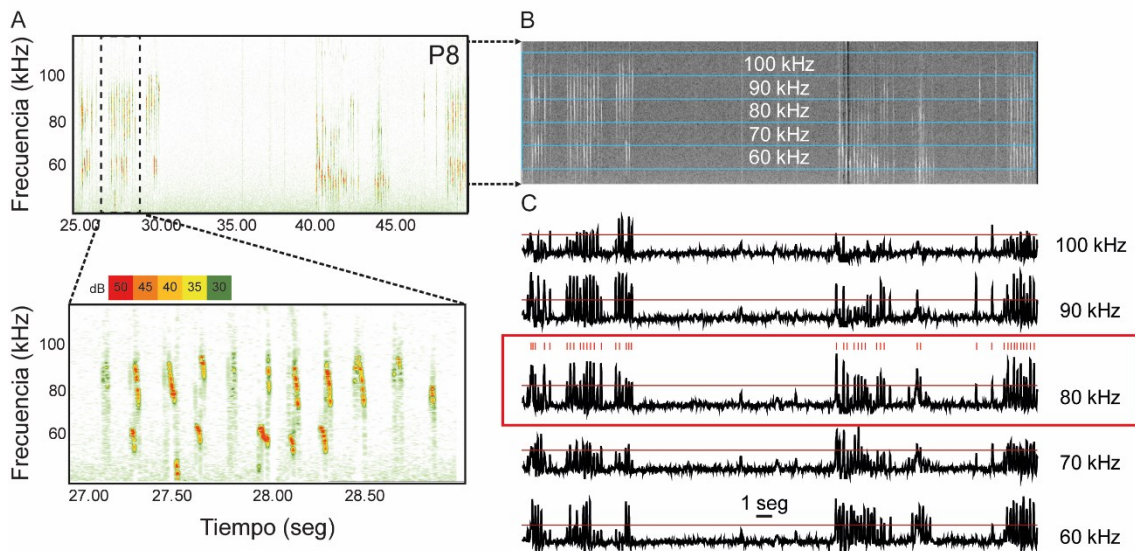 A
Frecuencia (kHz)
100
80
60
P8
25.00 30.00 35.00 40.00 45.00
dB 50 45 40 35 30
Frecuencia (kHz)
100
80
60
27.00 27.50 28.00 28.50
Tiempo (seg)
B
100 kHz
90 kHz
80 kHz
70 kHz
60 kHz
C
100 kHz
90 kHz
80 kHz
70 kHz
1 seg
60 kHz